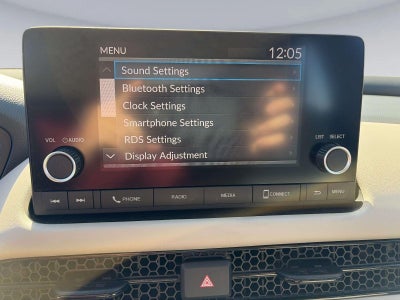 MENU 12:05
Sound Settings
Bluetooth Settings
Clock Settings
Smartphone Settings
RDS Settings
Display Adjustment
VOL AUDIO
LIST SELECT
PHONE RADIO MEDIA CONNECT MENU